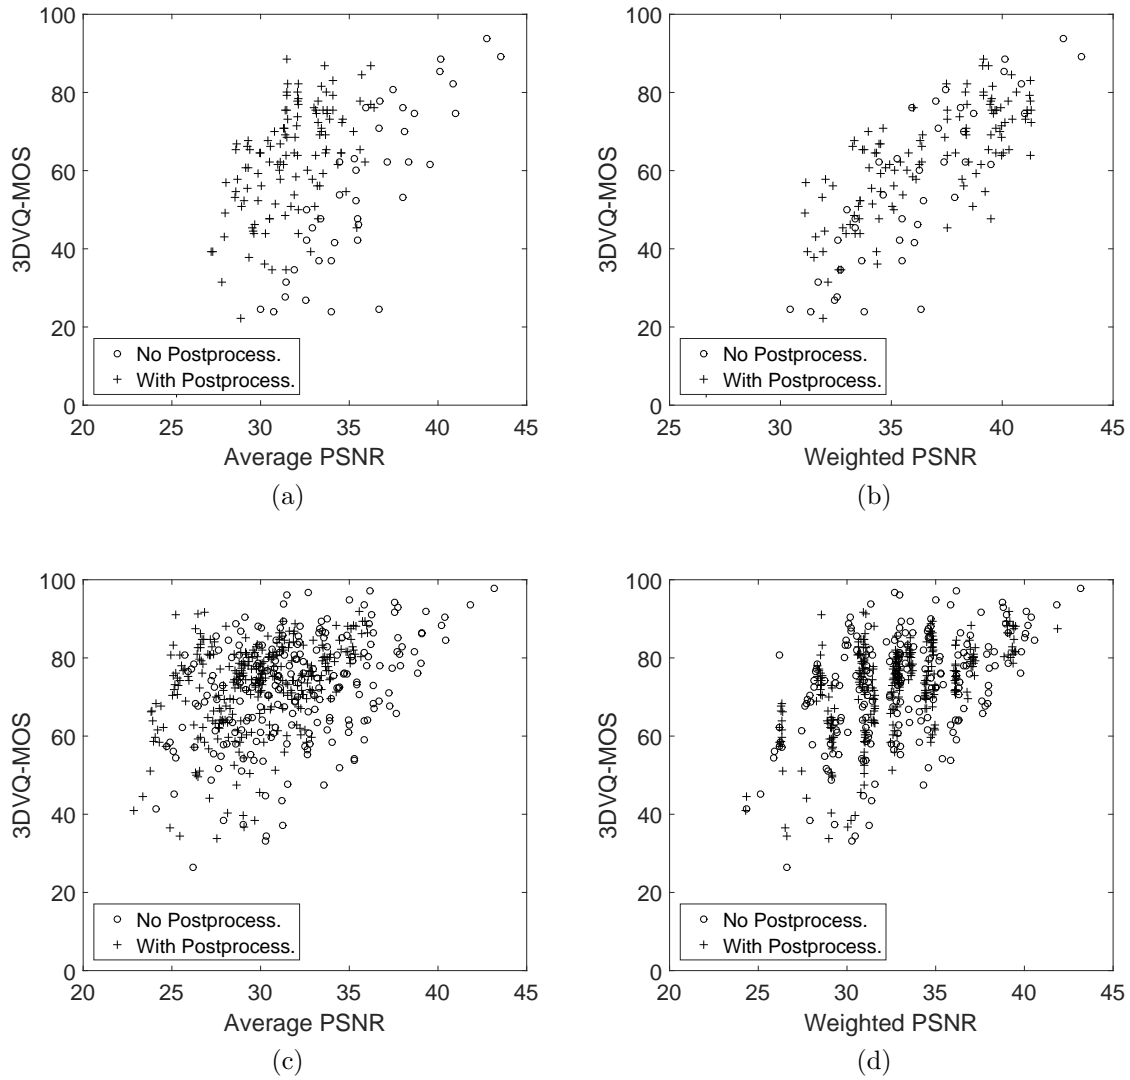 100
80
60
40
20
0
3DVQ-MOS
No Postprocess.
With Postprocess.
20 25 30 35 40 45
Average PSNR
(a)
100
80
60
40
20
0
3DVQ-MOS
No Postprocess.
With Postprocess.
25 30 35 40 45
Weighted PSNR
(b)
100
80
60
40
20
0
3DVQ-MOS
No Postprocess.
With Postprocess.
20 25 30 35 40 45
Average PSNR
(c)
100
80
60
40
20
0
3DVQ-MOS
No Postprocess.
With Postprocess.
20 25 30 35 40 45
Weighted PSNR
(d)